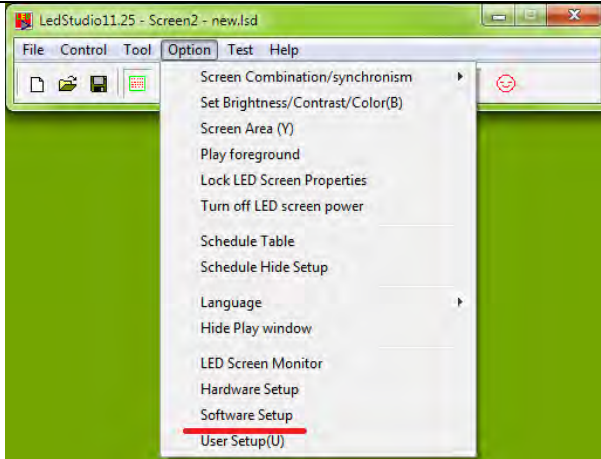 LedStudio11.25 - Screen2 - new.lsd
File Control Tool Option Test Help
Screen Combination/synchronism
Set Brightness/Contrast/Color(B)
Screen Area (Y)
Play foreground
Lock LED Screen Properties
Turn off LED screen power
Schedule Table
Schedule Hide Setup
Language
Hide Play window
LED Screen Monitor
Hardware Setup
Software Setup
User Setup(U)